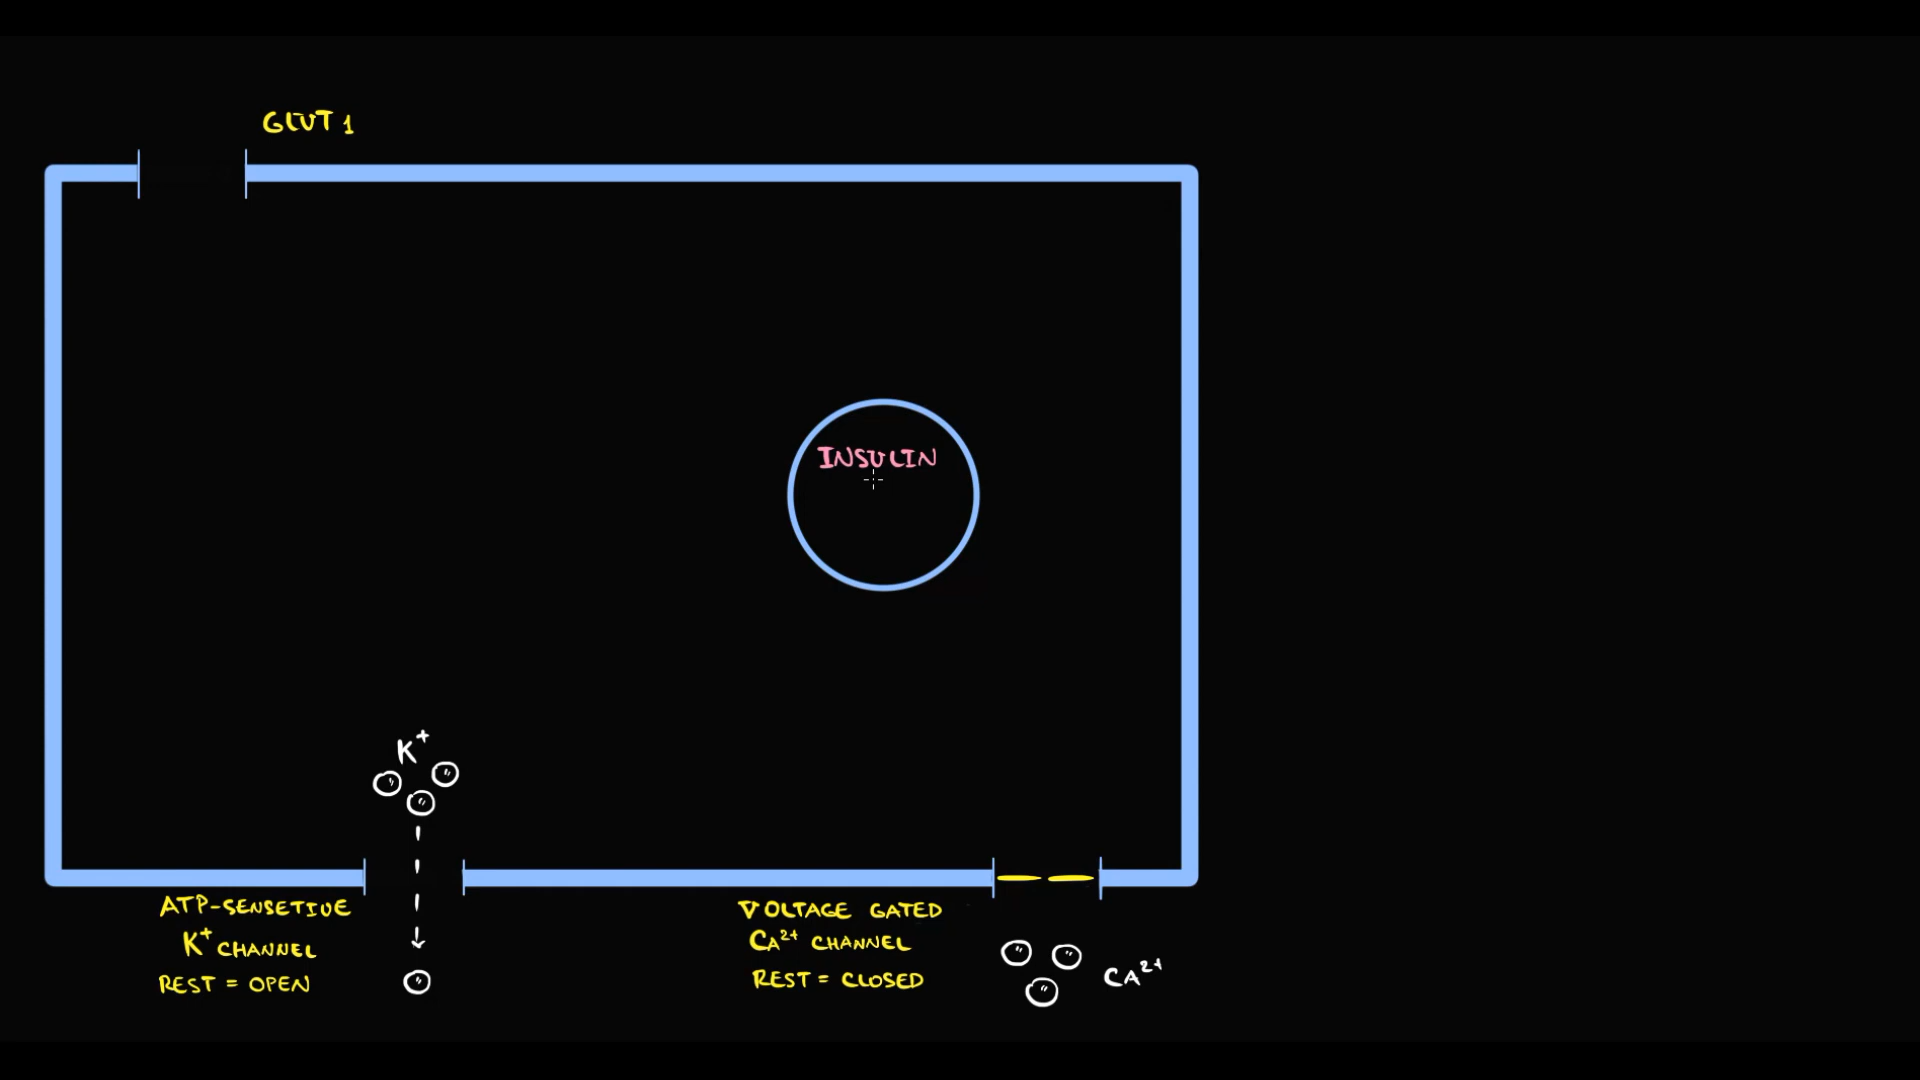 GLUT 1
INSULIN
K⁺
ATP-SENSETIVE
K⁺ CHANNEL
REST = OPEN
VOLTAGE GATED
CA²⁺ CHANNEL
REST = CLOSED
CA²⁺